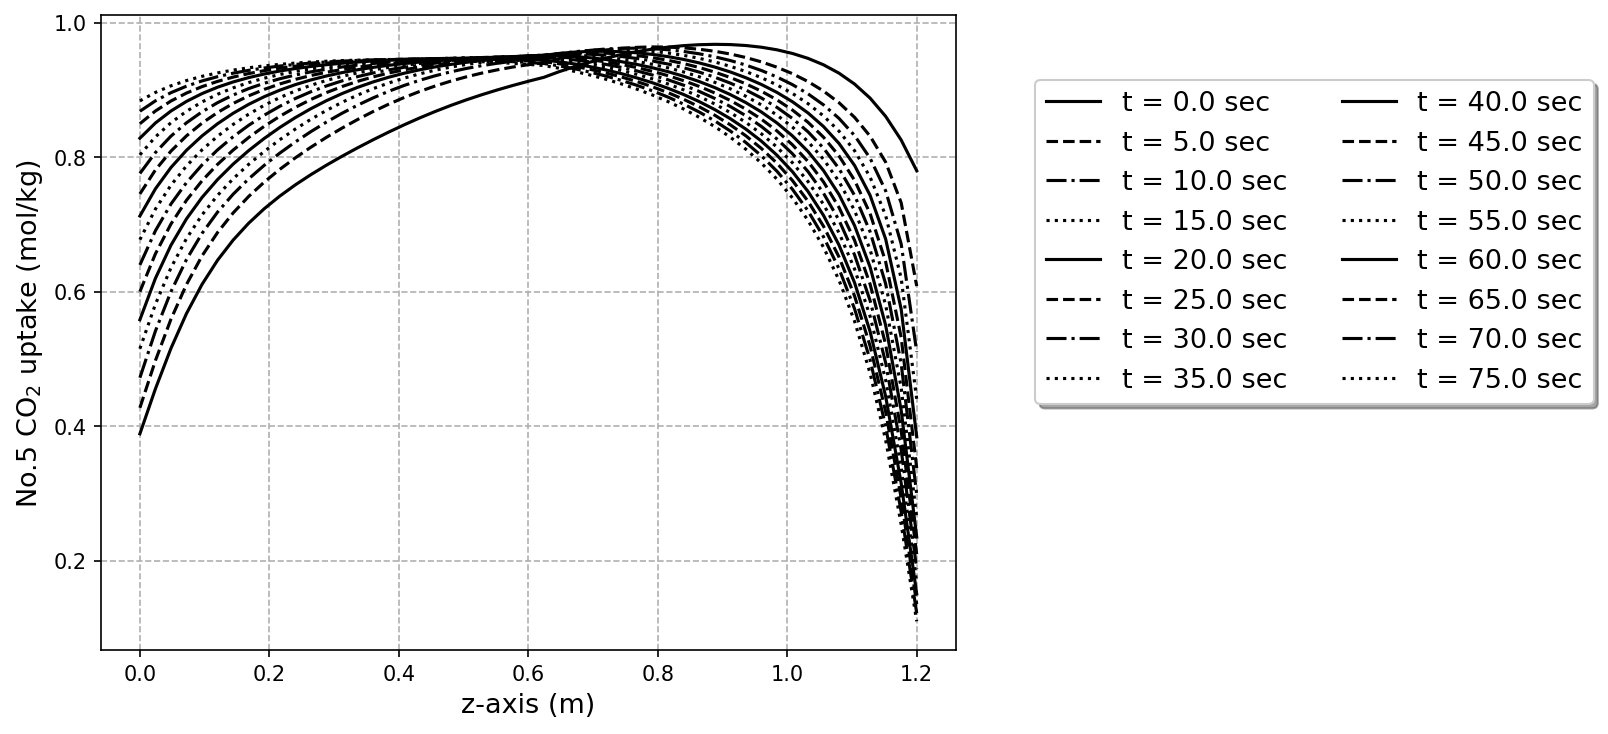 1.0
0.8
0.6
0.4
0.2
No.5 CO₂ uptake (mol/kg)
0.0 0.2 0.4 0.6 0.8 1.0 1.2
z-axis (m)
t = 0.0 sec
t = 5.0 sec
t = 10.0 sec
t = 15.0 sec
t = 20.0 sec
t = 25.0 sec
t = 30.0 sec
t = 35.0 sec
t = 40.0 sec
t = 45.0 sec
t = 50.0 sec
t = 55.0 sec
t = 60.0 sec
t = 65.0 sec
t = 70.0 sec
t = 75.0 sec